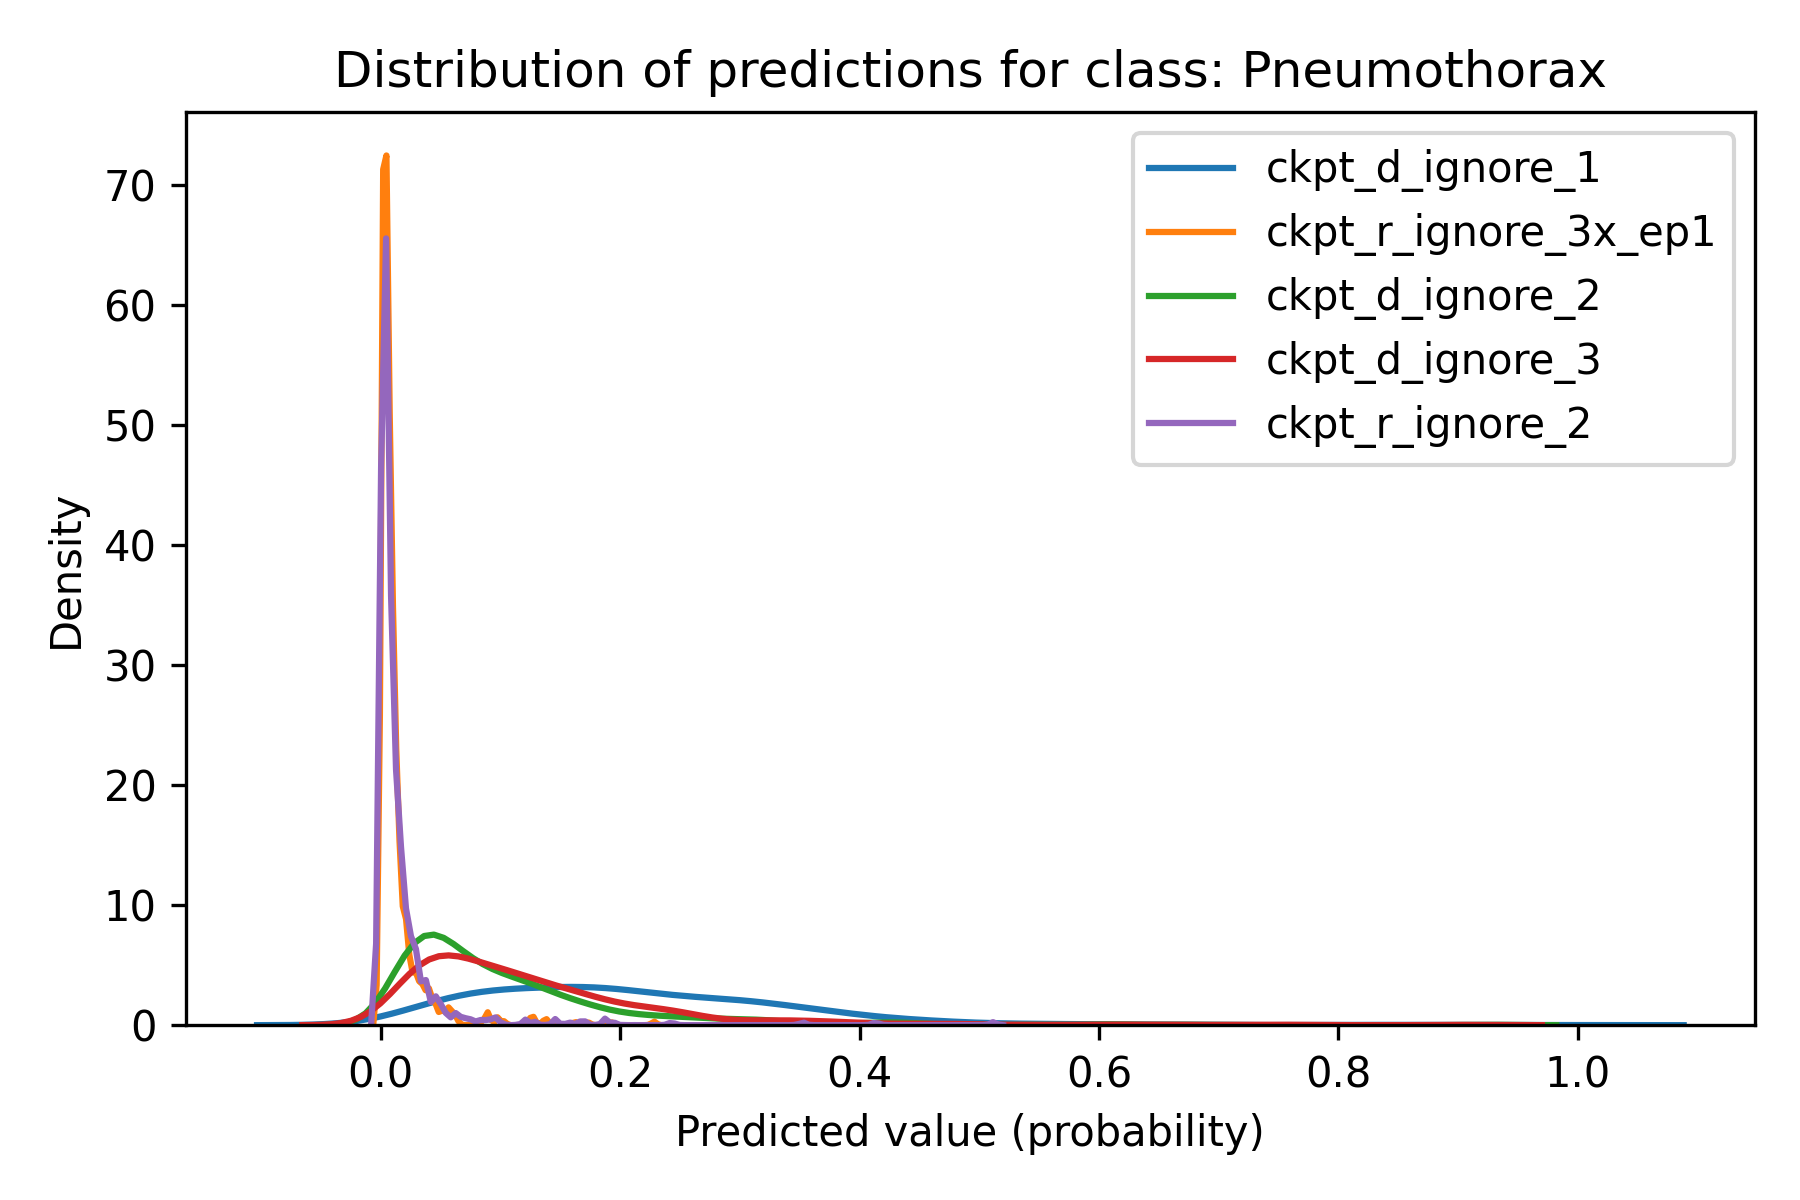 Distribution of predictions for class: Pneumothorax
ckpt_d_ignore_1
ckpt_r_ignore_3x_ep1
ckpt_d_ignore_2
ckpt_d_ignore_3
ckpt_r_ignore_2
Density
70
60
50
40
30
20
10
0
0.0 0.2 0.4 0.6 0.8 1.0
Predicted value (probability)